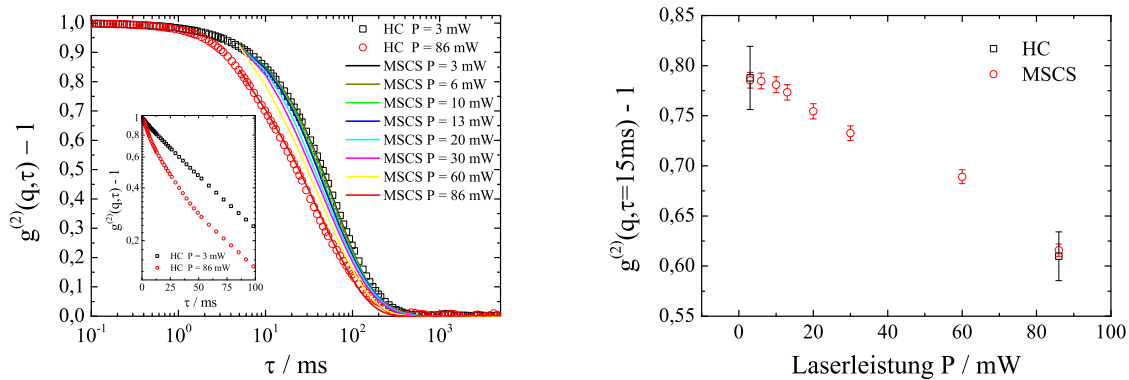 g⁽²⁾(q,τ) – 1
1,0
0,9
0,8
0,7
0,6
0,5
0,4
0,3
0,2
0,1
0,0
10⁻¹ 10⁰ 10¹ 10² 10³
τ / ms
HC P = 3 mW
HC P = 86 mW
MSCS P = 3 mW
MSCS P = 6 mW
MSCS P = 10 mW
MSCS P = 13 mW
MSCS P = 20 mW
MSCS P = 30 mW
MSCS P = 60 mW
MSCS P = 86 mW
g⁽²⁾(q,τ) - 1
1
0,8
0,6
0,4
0,2
0 25 50 75 100
τ / ms
HC P = 3 mW
HC P = 86 mW
g⁽²⁾(q,τ=15ms) - 1
0,85
0,80
0,75
0,70
0,65
0,60
0,55
0 20 40 60 80 100
Laserleistung P / mW
HC
MSCS